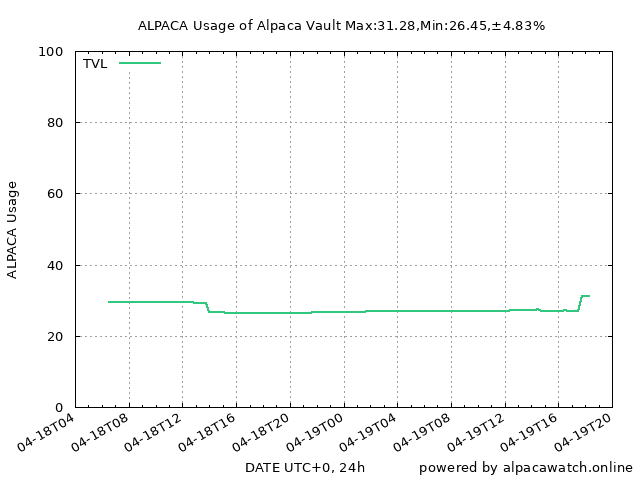 ALPACA Usage of Alpaca Vault Max:31.28,Min:26.45,±4.83%
TVL
100
80
60
40
20
0
ALPACA Usage
04-18T04
04-18T08
04-18T12
04-18T16
04-18T20
04-19T00
04-19T04
04-19T08
04-19T12
04-19T16
04-19T20
DATE UTC+0, 24h
powered by alpacawatch.online